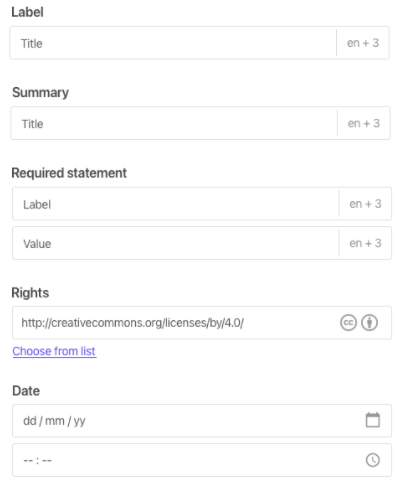 Label
Title en + 3
Summary
Title en + 3
Required statement
Label en + 3
Value en + 3
Rights
http://creativecommons.org/licenses/by/4.0/ cc
Choose from list
Date
dd / mm / yy
-- : --